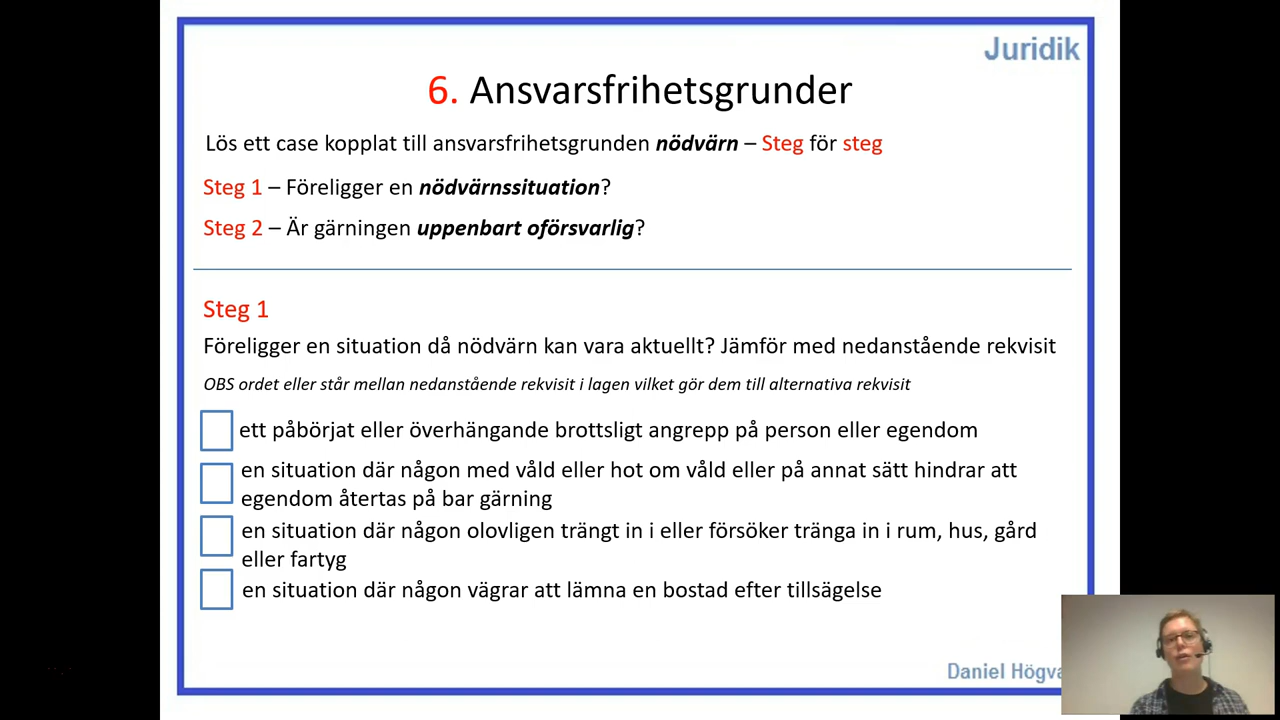 Juridik
6. Ansvarsfrihetsgrunder
Lös ett case kopplat till ansvarsfrihetsgrunden nödvärn – Steg för steg
Steg 1 – Föreligger en nödvärnssituation?
Steg 2 – Är gärningen uppenbart oförsvarlig?
Steg 1
Föreligger en situation då nödvärn kan vara aktuellt? Jämför med nedanstående rekvisit
OBS ordet eller står mellan nedanstående rekvisit i lagen vilket gör dem till alternativa rekvisit
ett påbörjat eller överhängande brottsligt angrepp på person eller egendom
en situation där någon med våld eller hot om våld eller på annat sätt hindrar att
egendom återtas på bar gärning
en situation där någon olovligen trängt in i eller försöker tränga in i rum, hus, gård
eller fartyg
en situation där någon vägrar att lämna en bostad efter tillsägelse
Daniel